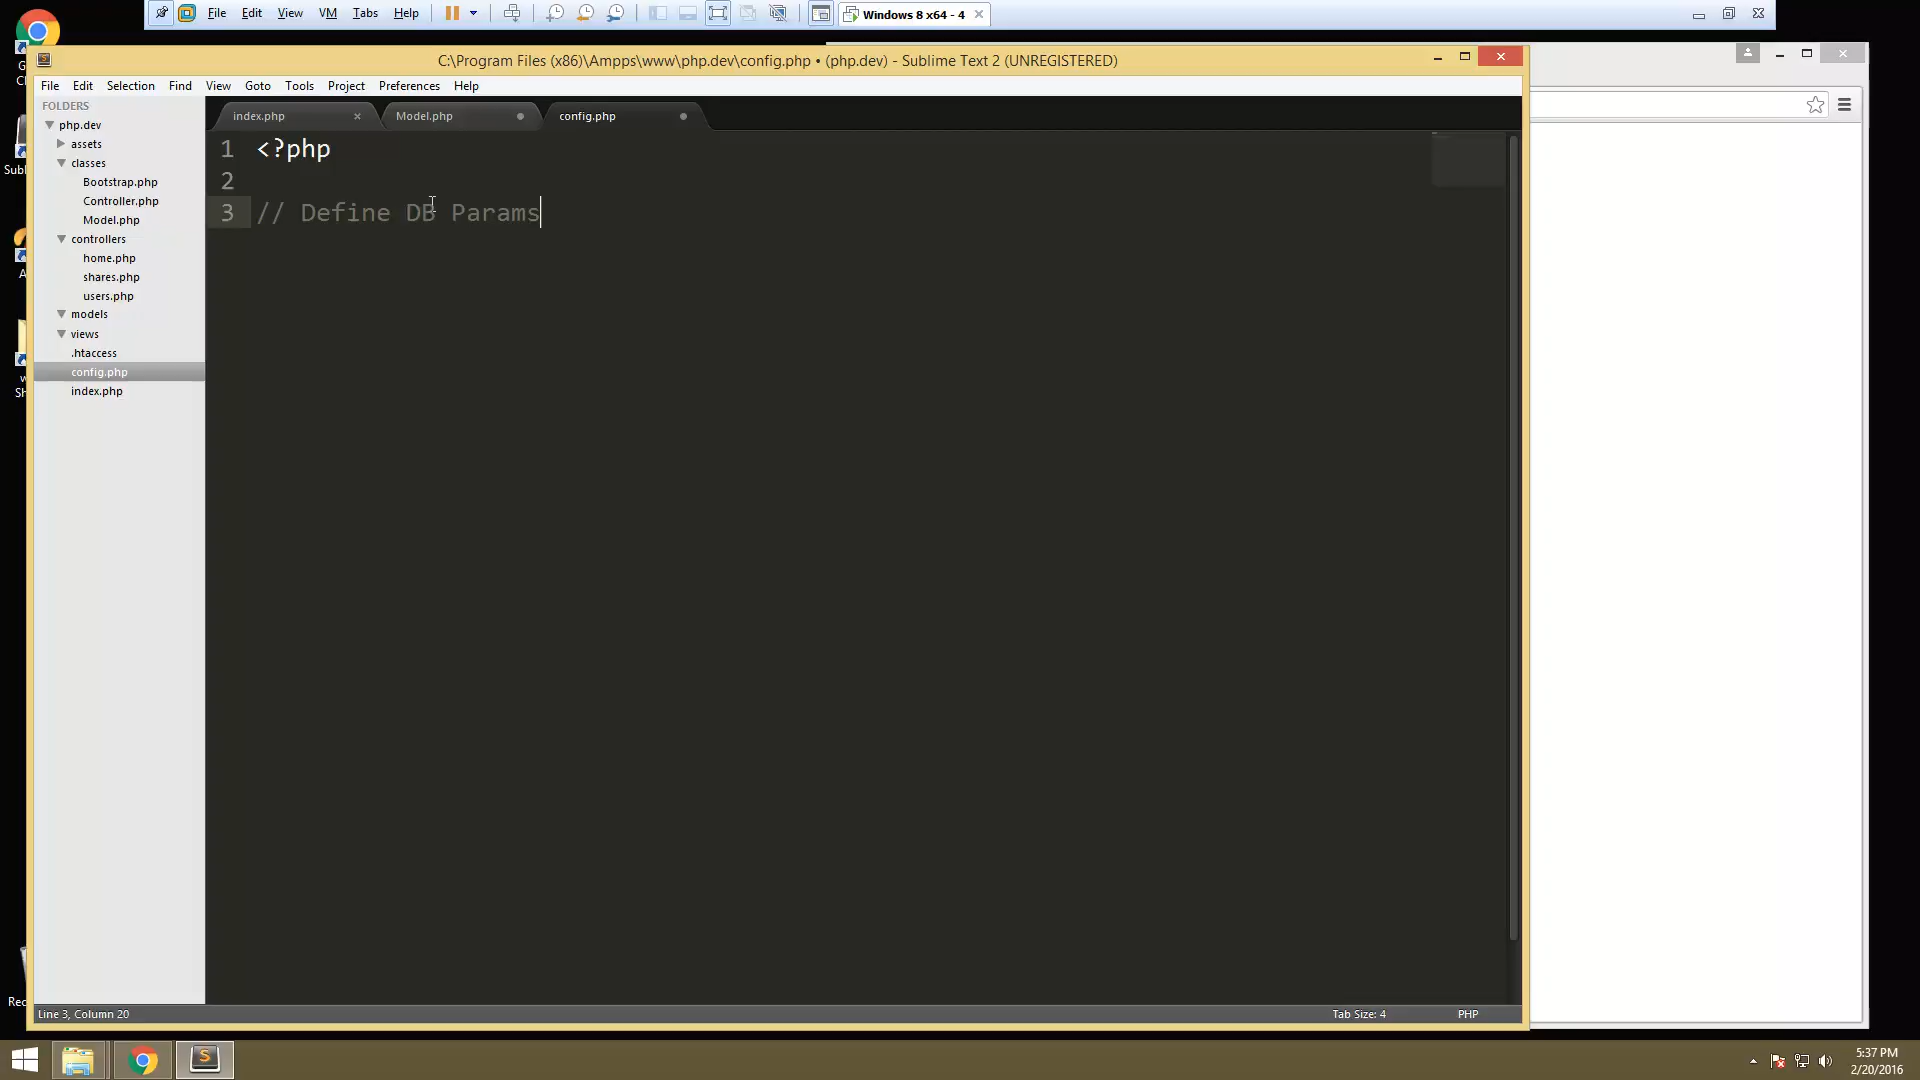 File Edit View VM Tabs Help Windows 8 x64 - 4
C:\Program Files (x86)\Ampps\www\php.dev\config.php • (php.dev) - Sublime Text 2 (UNREGISTERED)
File Edit Selection Find View Goto Tools Project Preferences Help
FOLDERS
php.dev
assets
classes
Bootstrap.php
Controller.php
Model.php
controllers
home.php
shares.php
users.php
models
views
.htaccess
config.php
index.php
index.php Model.php config.php
1 <?php
2
3 // Define DB Params
Line 3, Column 20 Tab Size: 4 PHP
5:37 PM
2/20/2016